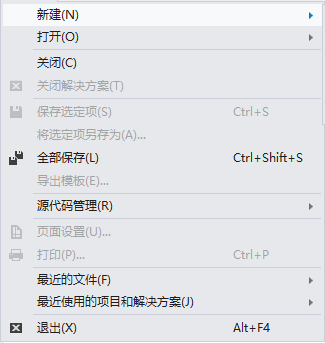 新建(N)
打开(O)
关闭(C)
关闭解决方案(T)
保存选定项(S) Ctrl+S
将选定项另存为(A)...
全部保存(L) Ctrl+Shift+S
导出模板(E)...
源代码管理(R)
页面设置(U)...
打印(P)... Ctrl+P
最近的文件(F)
最近使用的项目和解决方案(J)
退出(X) Alt+F4